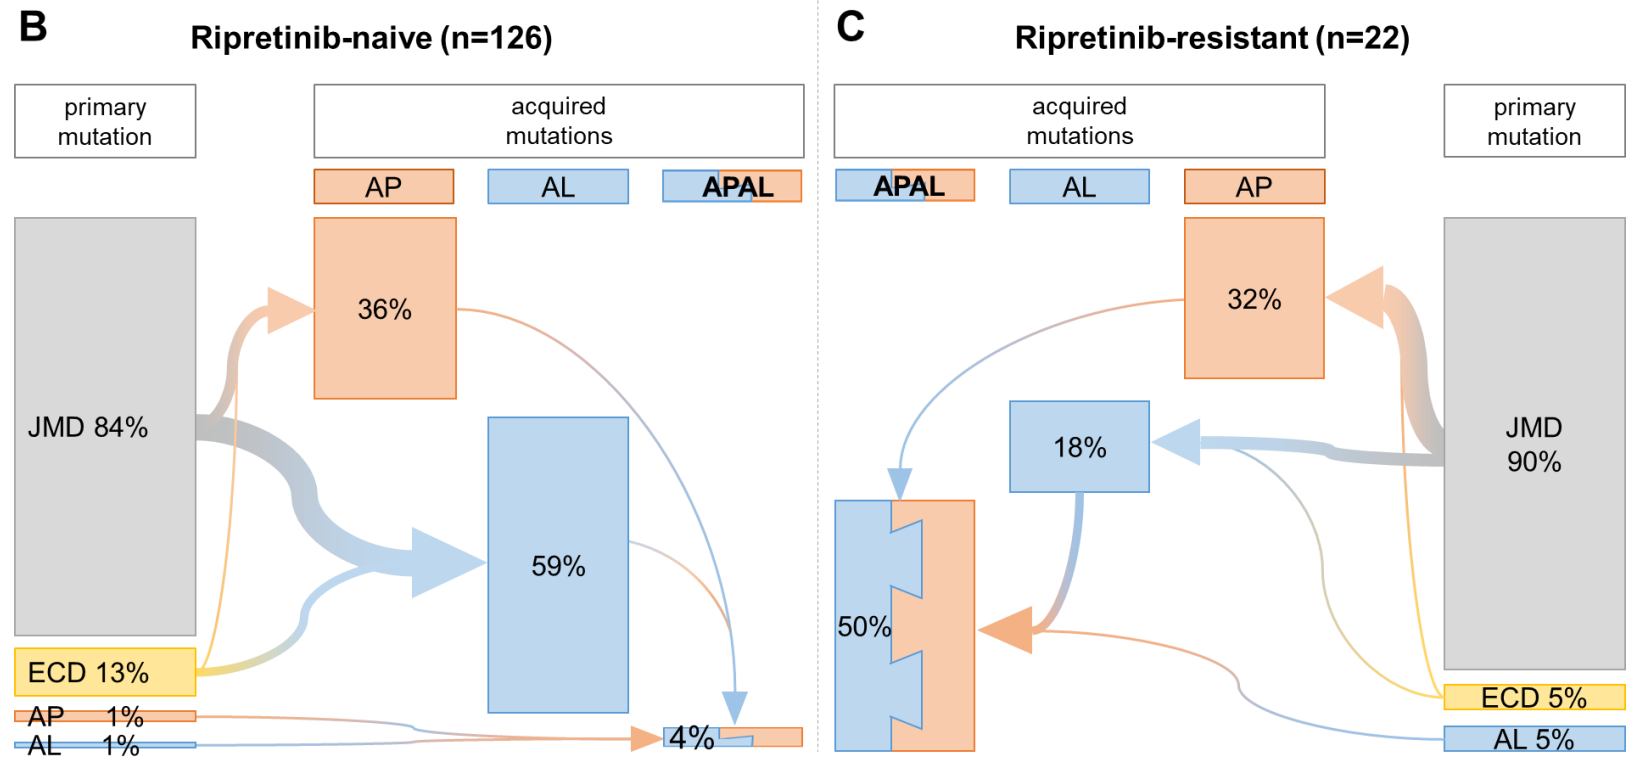 B
Ripretinib-naive (n=126)
primary
mutation
acquired
mutations
AP
AL
APAL
36%
JMD 84%
59%
ECD 13%
AP 1%
AL 1%
4%
C
Ripretinib-resistant (n=22)
acquired
mutations
primary
mutation
APAL
AL
AP
32%
18%
JMD
90%
50%
ECD 5%
AL 5%